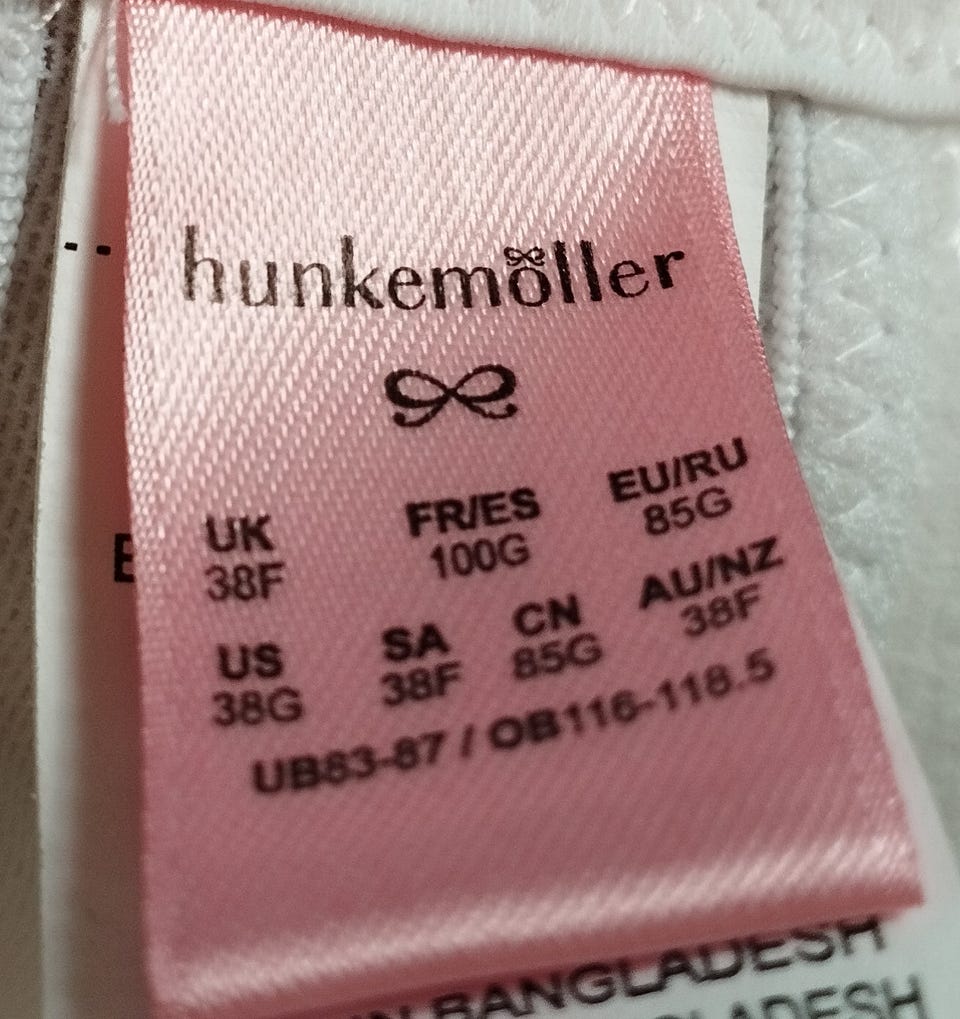 hunkemöller
UK FR/ES EU/RU
38F 100G 85G
US SA CN AU/NZ
38G 38F 85G 38F
UB83-87 / OB116-118.5
IN BANGLADESH